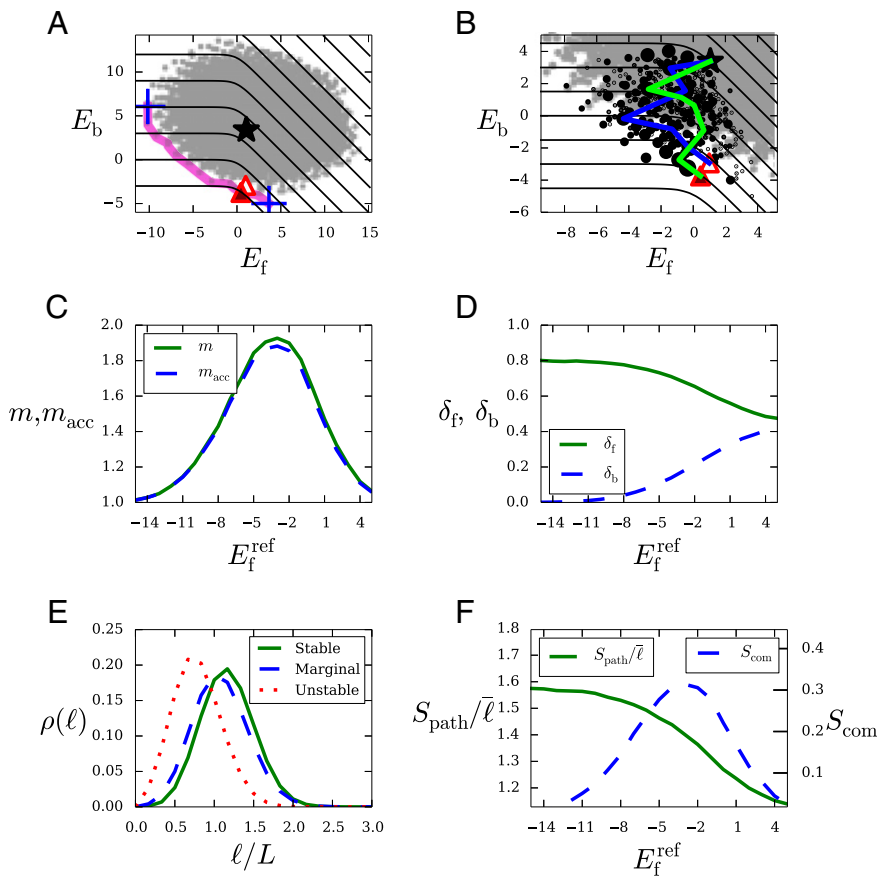 A
12
10
E_b
5
0
−5
−10
−5
0
5
10
15
E_f
B
4
2
E_b
0
−2
−4
−6
−8
−6
−4
−2
0
2
4
E_f
C
2.0
1.8
1.6
1.4
1.2
1.0
m
m_acc
m,m_acc
−14
−11
−8
−5
−2
1
4
E_f^ref
D
1.0
0.8
0.6
0.4
0.2
0.0
δ_f, δ_b
δ_f
δ_b
−14
−11
−8
−5
−2
1
4
E_f^ref
E
0.25
0.20
0.15
0.10
0.05
0.00
ρ(ℓ)
Stable
Marginal
Unstable
0.0
0.5
1.0
1.5
2.0
2.5
3.0
ℓ/L
F
1.8
1.7
1.6
1.5
1.4
1.3
1.2
S_path/ℓ̅
S_path/ℓ̅
S_com
0.4
0.3
0.2
0.1
S_com
−14
−11
−8
−5
−2
1
4
E_f^ref